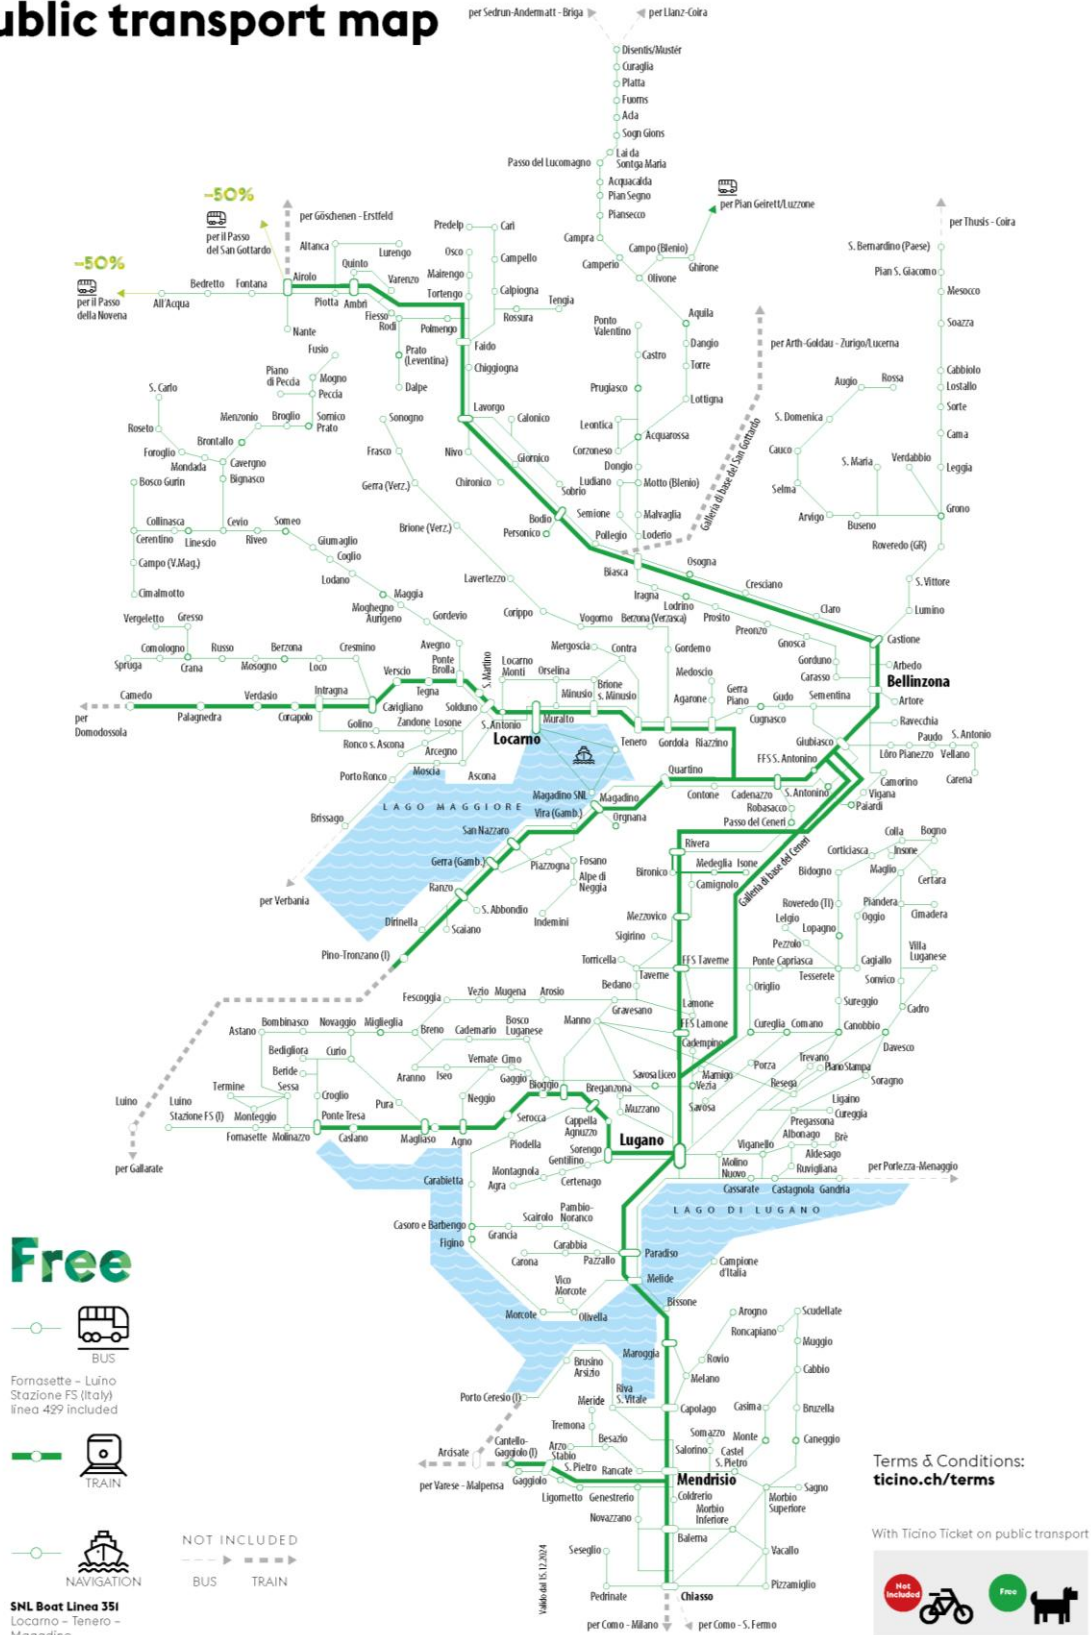 ublic transport map
per Sedrun-Andermatt - Briga
per Llanz-Coira
Disentis/Mustér
Curaglia
Platta
Fuorns
Acla
Sogn Gions
Lai da
Sontga Maria
Passo del Lucomagno
Acquacalda
Pian Segno
Piansecco
Campra
Camperio
Campo (Blenio)
Ghirone
Olivone
per Pian Geirett/Luzzone
-50%
per il Passo
del San Gottardo
per Göschenen - Erstfeld
-50%
per il Passo
della Novena
All'Acqua
Bedretto
Fontana
Airolo
Nante
Altanca
Lurengo
Quinto
Varenzo
Piotta
Ambrì
Fiesso
Rodi
Prato
(Leventina)
Dalpe
Predelp
Carì
Osco
Campello
Mairengo
Calpiogna
Tortengo
Tengia
Rossura
Polmengo
Faido
Chiggiogna
Lavorgo
Calonico
Nivo
Giornico
Chironico
Sobrio
Bodio
Personico
Pollegio
Biasca
Aquila
Dangio
Torre
Lottigna
Ponto
Valentino
Castro
Prugiasco
Leontica
Acquarossa
Corzoneso
Dongio
Ludiano
Motto (Blenio)
Semione
Malvaglia
Loderio
Galleria di base del San Gottardo
per Arth-Goldau - Zurigo/Lucerna
per Thusis - Coira
S. Bernardino (Paese)
Pian S. Giacomo
Mesocco
Soazza
Cabbiolo
Lostallo
Sorte
Cama
Leggia
Grono
Roveredo (GR)
S. Vittore
Lumino
Augio
Rossa
S. Domenica
Cauco
Selma
Arvigo
Buseno
S. Maria
Verdabbio
Fusio
Piano
di Peccia
Mogno
Peccia
Menzonio
Broglio
Sornico
Prato
Brontallo
S. Carlo
Roseto
Foroglio
Mondada
Cavergno
Bignasco
Bosco Gurin
Collinasca
Cerentino
Linescio
Cevio
Riveo
Someo
Giumaglio
Coglio
Lodano
Maggia
Moghegno
Aurigeno
Gordevio
Avegno
Ponte
Brolla
Campo (V.Mag.)
Cimalmotto
Sonogno
Frasco
Gerra (Verz.)
Brione (Verz.)
Lavertezzo
Corippo
Vogorno
Berzona (Verzasca)
Mergoscia
Contra
Gordemo
Medoscio
Agarone
Osogna
Cresciano
Claro
Castione
Iragna
Lodrino
Prosito
Preonzo
Gnosca
Gorduno
Carasso
Arbedo
Bellinzona
Artore
Ravecchia
Paudo
S. Antonio
Lôro Pianezzo
Vellano
Carena
Camorino
Vigana
Paiardi
Giubiasco
Sementina
Gudo
Cugnasco
Gerra
Piano
FFS S. Antonino
S. Antonino
Vergeletto
Gresso
Comologno
Russo
Berzona
Cresmino
Spruga
Crana
Mosogno
Loco
Camedo
per
Domodossola
Palagnedra
Verdasio
Corcapolo
Intragna
Cavigliano
Verscio
Tegna
Solduno
S. Martino
Locarno
Monti
Orselina
Brione
s. Minusio
Minusio
Muralto
S. Antonio
Locarno
Golino
Zandone
Losone
Ronco s. Ascona
Arcegno
Porto Ronco
Moscia
Ascona
Brissago
LAGO MAGGIORE
per Verbania
Tenero
Gordola
Riazzino
Quartino
Contone
Cadenazzo
Robasacco
Passo del Ceneri
Magadino SNL
Magadino
Vira (Gamb.)
Orgnana
San Nazzaro
Gerra (Gamb.)
Ranzo
Dirinella
Scaiano
S. Abbondio
Piazzogna
Fosano
Alpe di
Neggia
Indemini
Pino-Tronzano (I)
Rivera
Bironico
Medeglia
Isone
Camignolo
Mezzovico
Sigirino
Torricella
Taverne
FFS Taverne
Bedano
Gravesano
Manno
Lamone
FFS Lamone
Cadempino
Galleria di base del Ceneri
Colla
Bogno
Corticiasca
Insone
Bidogno
Maglio
Certara
Roveredo (TI)
Piandera
Cimadera
Lelgio
Oggio
Lopagno
Pezzolo
Villa
Luganese
Ponte Capriasca
Tesserete
Cagiallo
Sonvico
Origlio
Sureggio
Cadro
Cureglia
Comano
Canobbio
Davesco
Porza
Trevano
Piano Stampa
Resega
Soragno
Ligaino
Cureggia
Pregassona
Albonago
Brè
Viganello
Aldesago
Molino
Nuovo
Ruvigliana
Cassarate
Castagnola
Gandria
per Porlezza-Menaggio
LAGO DI LUGANO
Savosa Liceo
Mamigo
Vezia
Savosa
Fescoggia
Vezio
Mugena
Arosio
Astano
Bombinasco
Novaggio
Miglieglia
Breno
Cademario
Bosco
Luganese
Bedigliora
Curio
Beride
Sessa
Termine
Croglio
Aranno
Iseo
Vernate
Cimo
Gaggio
Bioggio
Breganzona
Muzzano
Luino
Luino
Stazione FS (I)
Monteggio
Fornasette
Molinazzo
Ponte Tresa
Caslano
Pura
Magliaso
Neggio
Agno
Serocca
Cappella
Agnuzzo
Piodella
Sorengo
Lugano
Gentilino
Montagnola
Agra
Certenago
per Gallarate
Carabietta
Casoro e Barbengo
Figino
Scairolo
Pambio-
Noranco
Grancia
Carabbia
Carona
Pazzallo
Paradiso
Vico
Morcote
Morcote
Olivella
Melide
Bissone
Campione
d'Italia
Maroggia
Arogno
Rovio
Melano
Roncapiano
Scudellate
Muggio
Cabbio
Bruzella
Caneggio
Casima
Monte
Brusino
Arsizio
Porto Ceresio (I)
Riva
S. Vitale
Capolago
Meride
Tremona
Arzo
Besazio
Somazzo
Salorino
Castel
S. Pietro
Arcisate
Cantello-
Gaggiolo (I)
Stabio
S. Pietro
Rancate
Mendrisio
per Varese - Malpensa
Gaggiolo
Ligornetto
Genestrerio
Coldrerio
Novazzano
Morbio
Inferiore
Morbio
Superiore
Sagno
Balerna
Vacallo
Seseglio
Pedrinate
Chiasso
Pizzamiglio
per Como - Milano
per Como - S. Fermo
Valido dal 15.12.2024
Free
BUS
Fornasette - Luino
Stazione FS (Italy)
linea 429 included
TRAIN
NAVIGATION
NOT INCLUDED
BUS
TRAIN
SNL Boat Linea 351
Locarno - Tenero -
Magadino
Terms & Conditions:
ticino.ch/terms
With Ticino Ticket on public transport
Not
included
Free